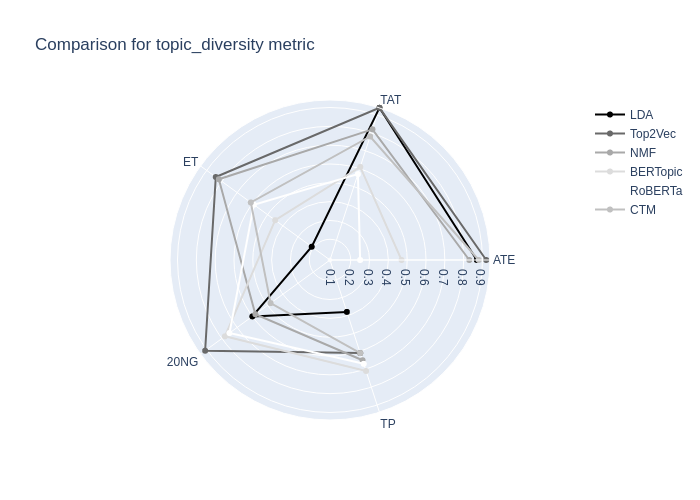 Comparison for topic_diversity metric
TAT
LDA
Top2Vec
NMF
BERTopic
RoBERTa
CTM
ET
ATE
0.1
0.2
0.3
0.4
0.5
0.6
0.7
0.8
0.9
20NG
TP